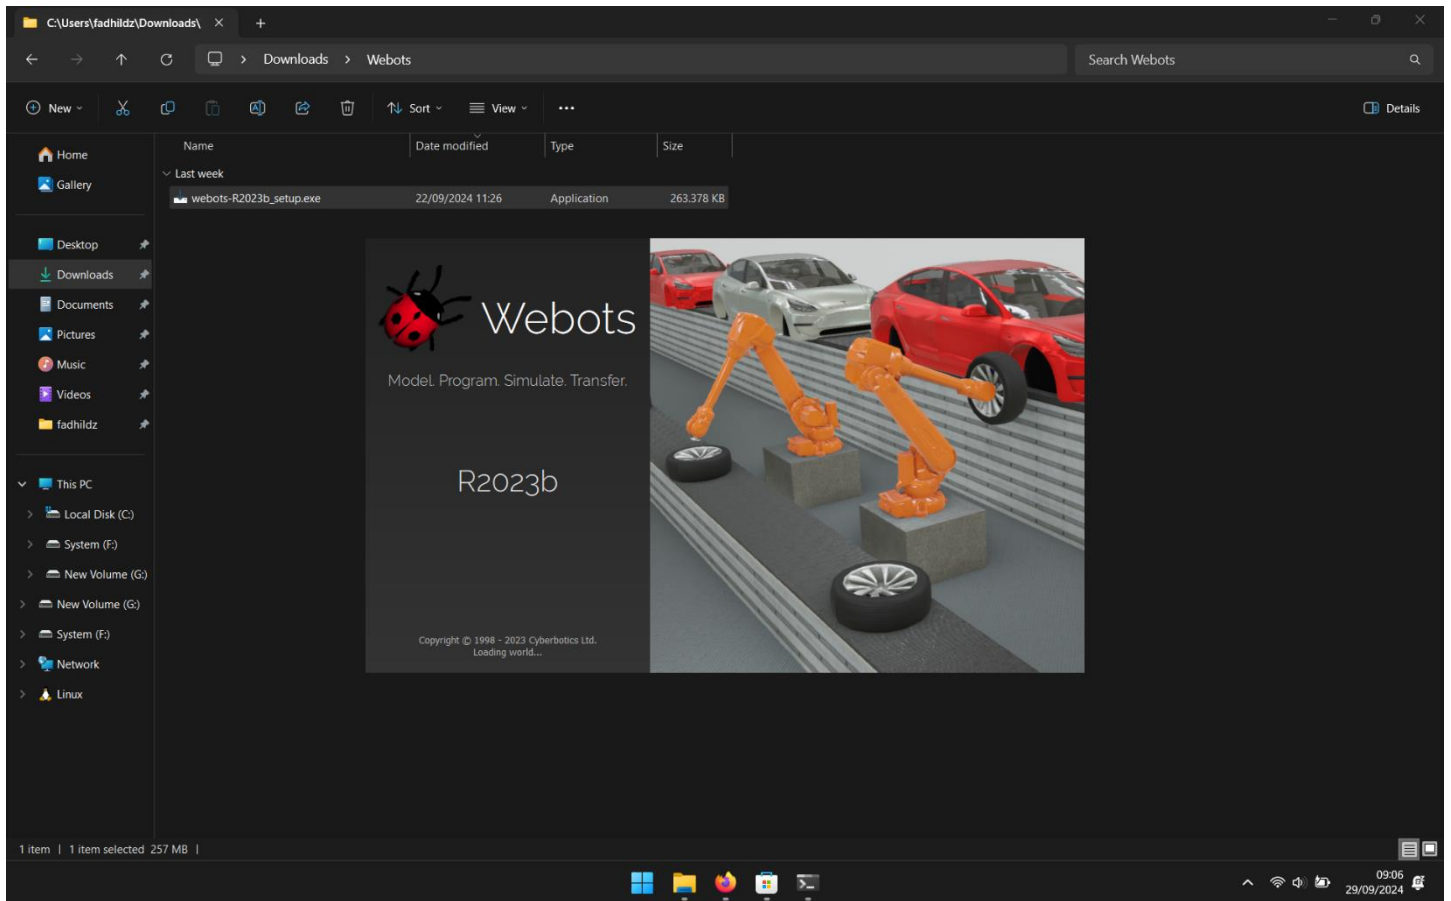 C:\Users\fadhildz\Downloads\
Downloads > Webots
Search Webots
New
Sort
View
Details
Name Date modified Type Size
Last week
webots-R2023b_setup.exe 22/09/2024 11:26 Application 263.378 KB
Home
Gallery
Desktop
Downloads
Documents
Pictures
Music
Videos
fadhildz
This PC
Local Disk (C:)
System (F:)
New Volume (G:)
New Volume (G:)
System (F:)
Network
Linux
Webots
Model. Program. Simulate. Transfer.
R2023b
Copyright © 1998 - 2023 Cyberbotics Ltd.
Loading world...
1 item | 1 item selected 257 MB |
09:06
29/09/2024